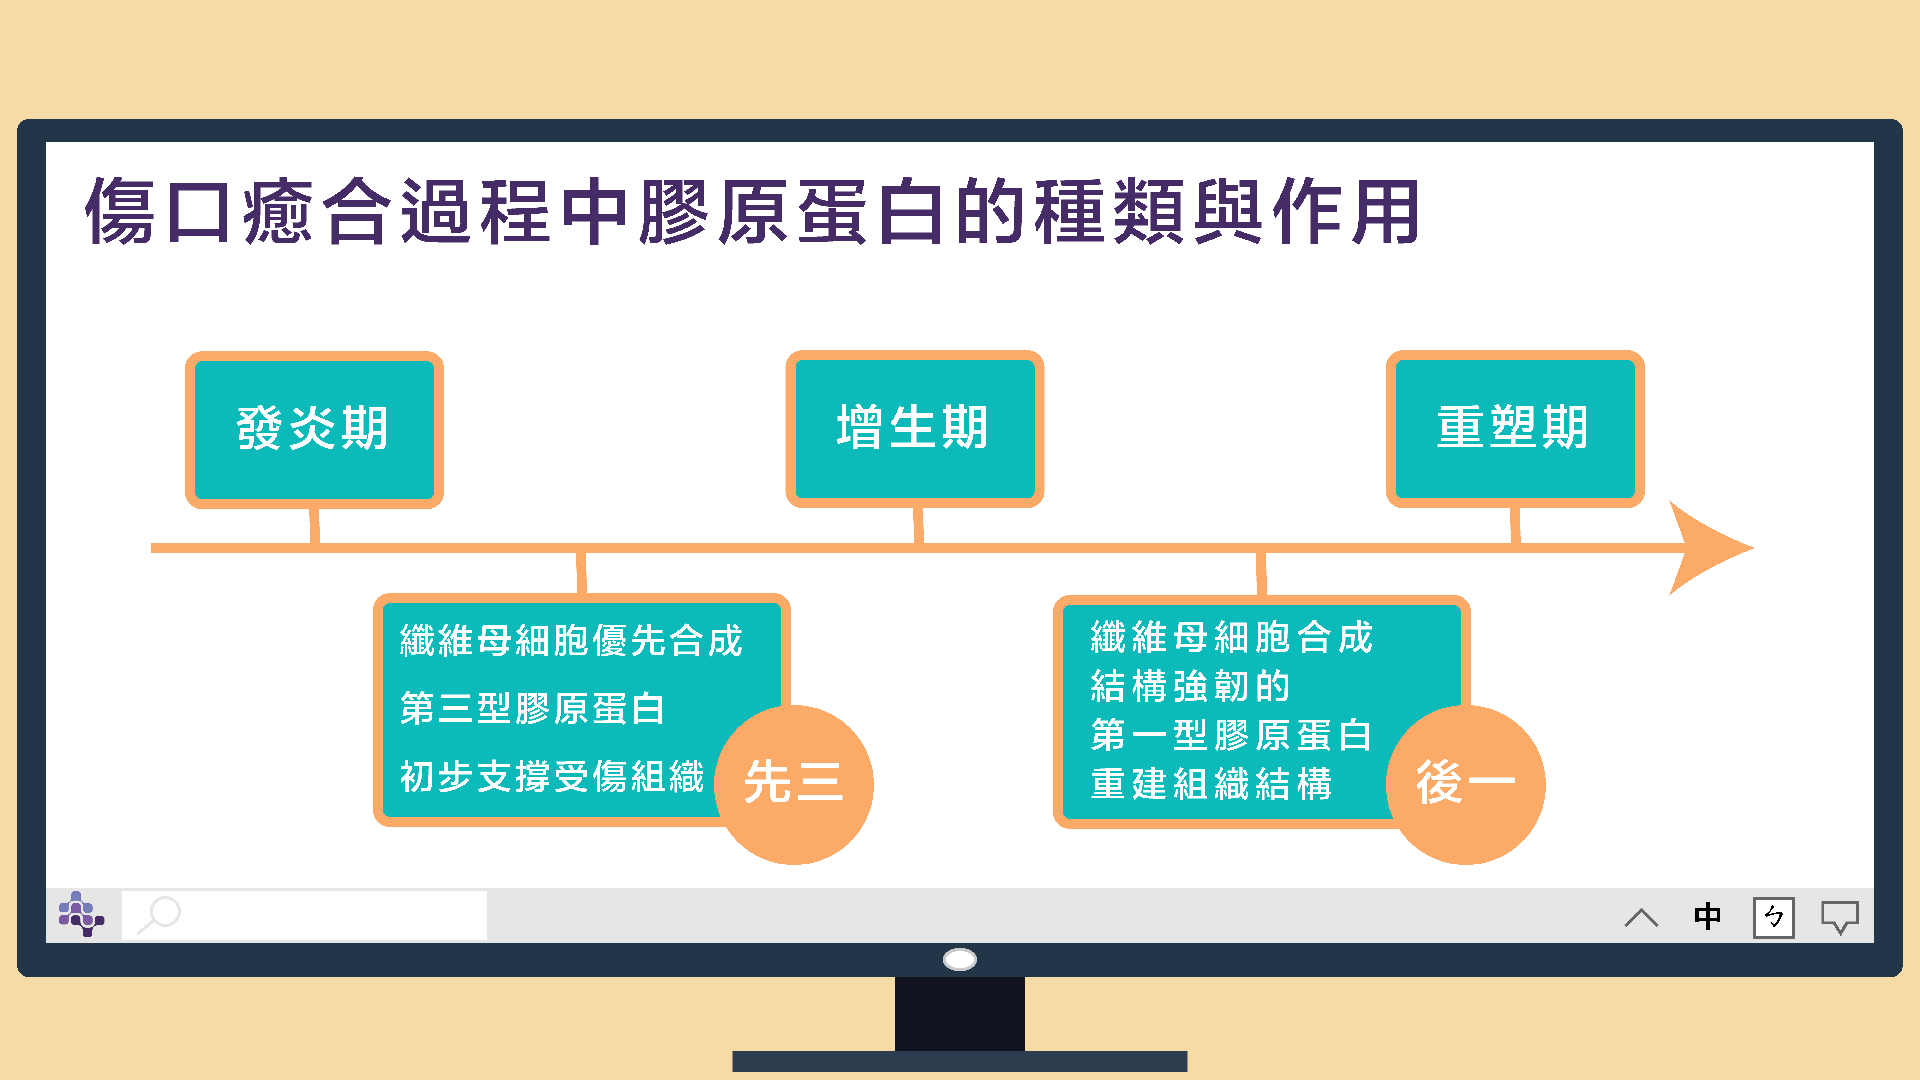 傷口癒合過程中膠原蛋白的種類與作用
發炎期
增生期
重塑期
纖維母細胞優先合成
第三型膠原蛋白
初步支撐受傷組織
先三
纖維母細胞合成
結構強韌的
第一型膠原蛋白
重建組織結構
後一
中
ㄅ